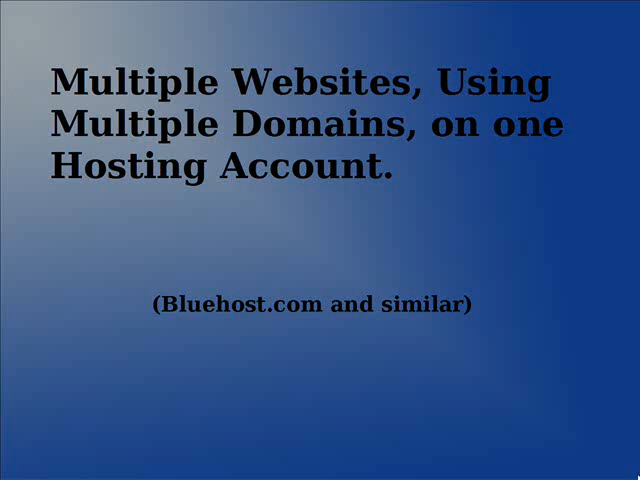 Multiple Websites, Using
Multiple Domains, on one
Hosting Account.
(Bluehost.com and similar)